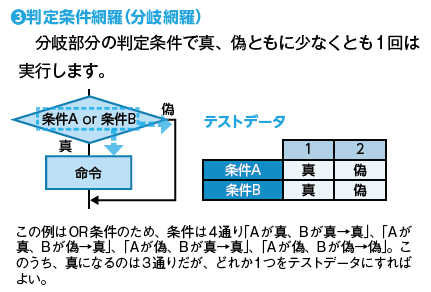 ❸判定条件網羅(分岐網羅)
分岐部分の判定条件で真、偽ともに少なくとも1回は
実行します。
条件A or 条件B
偽
真
命令
テストデータ
1 2
条件A 真 偽
条件B 真 偽
この例はOR条件のため、条件は4通り「Aが真、Bが真→真」、「Aが
真、Bが偽→真」、「Aが偽、Bが真→真」、「Aが偽、Bが偽→偽」。こ
のうち、真になるのは3通りだが、どれか1つをテストデータにすれば
よい。